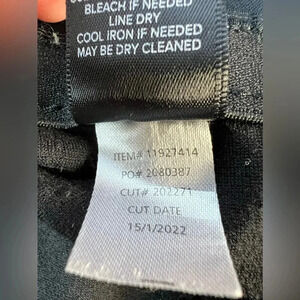 BLEACH IF NEEDED
LINE DRY
COOL IRON IF NEEDED
MAY BE DRY CLEANED
ITEM# 11927414
PO# 2080387
CUT# 202271
CUT DATE
15/1/2022